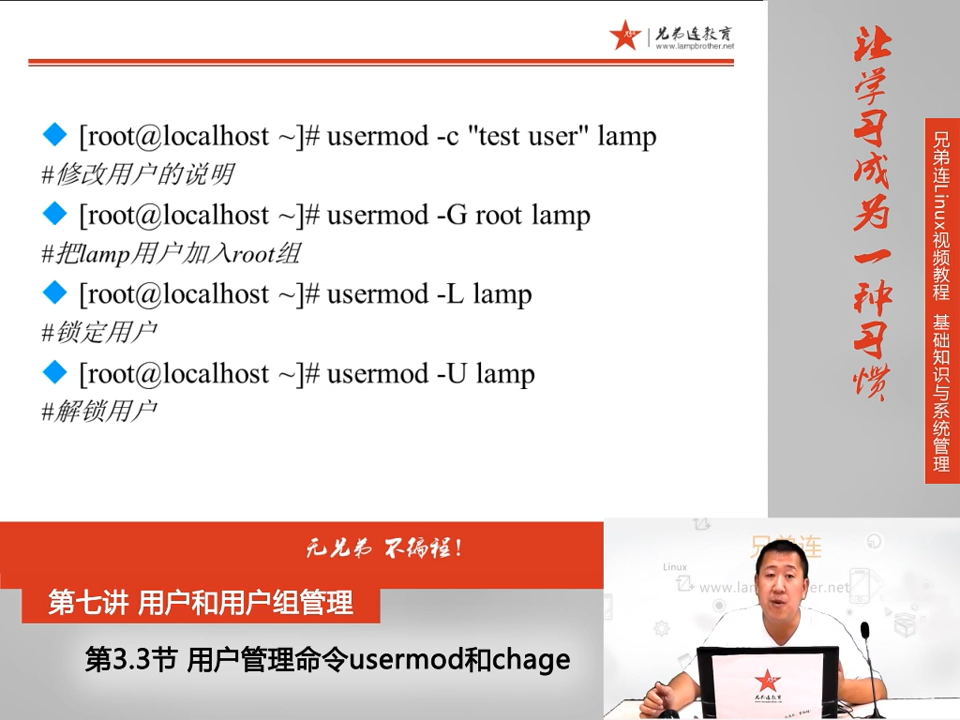 兄弟连教育
www.lampbrother.net
[root@localhost ~]# usermod -c "test user" lamp
#修改用户的说明
[root@localhost ~]# usermod -G root lamp
#把lamp用户加入root组
[root@localhost ~]# usermod -L lamp
#锁定用户
[root@localhost ~]# usermod -U lamp
#解锁用户
让学习成为一种习惯
兄弟连Linux视频教程 基础知识与系统管理
无兄弟 不编程!
第七讲 用户和用户组管理
第3.3节 用户管理命令usermod和chage
兄弟连
Linux
兄弟连教育